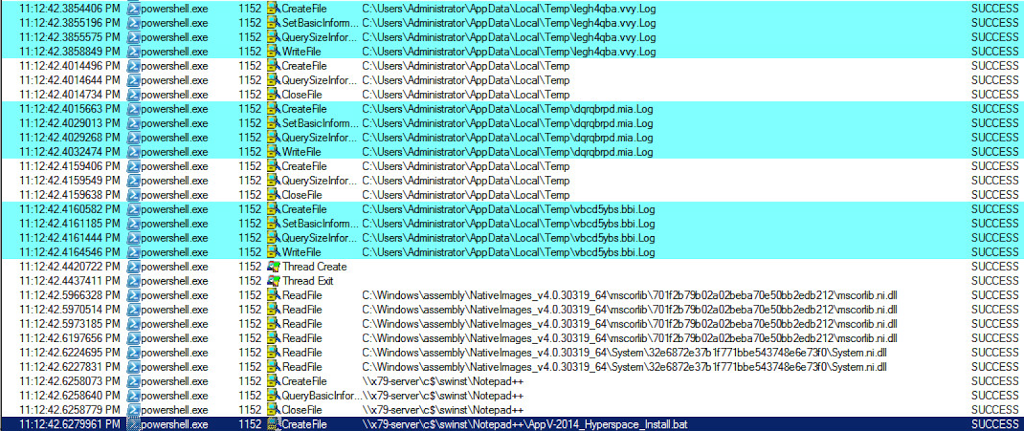 11:12:42.3854406 PM powershell.exe 1152 CreateFile C:\Users\Administrator\AppData\Local\Temp\legh4qba.vvy.Log SUCCESS
11:12:42.3855196 PM powershell.exe 1152 SetBasicInform... C:\Users\Administrator\AppData\Local\Temp\legh4qba.vvy.Log SUCCESS
11:12:42.3855575 PM powershell.exe 1152 QuerySizeInfor... C:\Users\Administrator\AppData\Local\Temp\legh4qba.vvy.Log SUCCESS
11:12:42.3858849 PM powershell.exe 1152 WriteFile C:\Users\Administrator\AppData\Local\Temp\legh4qba.vvy.Log SUCCESS
11:12:42.4014496 PM powershell.exe 1152 CreateFile C:\Users\Administrator\AppData\Local\Temp SUCCESS
11:12:42.4014644 PM powershell.exe 1152 QuerySizeInfor... C:\Users\Administrator\AppData\Local\Temp SUCCESS
11:12:42.4014734 PM powershell.exe 1152 CloseFile C:\Users\Administrator\AppData\Local\Temp SUCCESS
11:12:42.4015663 PM powershell.exe 1152 CreateFile C:\Users\Administrator\AppData\Local\Temp\dqrqbrpd.mia.Log SUCCESS
11:12:42.4029013 PM powershell.exe 1152 SetBasicInform... C:\Users\Administrator\AppData\Local\Temp\dqrqbrpd.mia.Log SUCCESS
11:12:42.4029268 PM powershell.exe 1152 QuerySizeInfor... C:\Users\Administrator\AppData\Local\Temp\dqrqbrpd.mia.Log SUCCESS
11:12:42.4032474 PM powershell.exe 1152 WriteFile C:\Users\Administrator\AppData\Local\Temp\dqrqbrpd.mia.Log SUCCESS
11:12:42.4159406 PM powershell.exe 1152 CreateFile C:\Users\Administrator\AppData\Local\Temp SUCCESS
11:12:42.4159549 PM powershell.exe 1152 QuerySizeInfor... C:\Users\Administrator\AppData\Local\Temp SUCCESS
11:12:42.4159638 PM powershell.exe 1152 CloseFile C:\Users\Administrator\AppData\Local\Temp SUCCESS
11:12:42.4160582 PM powershell.exe 1152 CreateFile C:\Users\Administrator\AppData\Local\Temp\vbcd5ybs.bbi.Log SUCCESS
11:12:42.4161185 PM powershell.exe 1152 SetBasicInform... C:\Users\Administrator\AppData\Local\Temp\vbcd5ybs.bbi.Log SUCCESS
11:12:42.4161444 PM powershell.exe 1152 QuerySizeInfor... C:\Users\Administrator\AppData\Local\Temp\vbcd5ybs.bbi.Log SUCCESS
11:12:42.4164546 PM powershell.exe 1152 WriteFile C:\Users\Administrator\AppData\Local\Temp\vbcd5ybs.bbi.Log SUCCESS
11:12:42.4420722 PM powershell.exe 1152 Thread Create SUCCESS
11:12:42.4437411 PM powershell.exe 1152 Thread Exit SUCCESS
11:12:42.5966328 PM powershell.exe 1152 ReadFile C:\Windows\assembly\NativeImages_v4.0.30319_64\mscorlib\701f2b79b02a02beba70e50bb2edb212\mscorlib.ni.dll SUCCESS
11:12:42.5970514 PM powershell.exe 1152 ReadFile C:\Windows\assembly\NativeImages_v4.0.30319_64\mscorlib\701f2b79b02a02beba70e50bb2edb212\mscorlib.ni.dll SUCCESS
11:12:42.5973185 PM powershell.exe 1152 ReadFile C:\Windows\assembly\NativeImages_v4.0.30319_64\mscorlib\701f2b79b02a02beba70e50bb2edb212\mscorlib.ni.dll SUCCESS
11:12:42.6197656 PM powershell.exe 1152 ReadFile C:\Windows\assembly\NativeImages_v4.0.30319_64\mscorlib\701f2b79b02a02beba70e50bb2edb212\mscorlib.ni.dll SUCCESS
11:12:42.6224695 PM powershell.exe 1152 ReadFile C:\Windows\assembly\NativeImages_v4.0.30319_64\System\32e6872e37b1f771bbe543748e6e73f0\System.ni.dll SUCCESS
11:12:42.6227831 PM powershell.exe 1152 ReadFile C:\Windows\assembly\NativeImages_v4.0.30319_64\System\32e6872e37b1f771bbe543748e6e73f0\System.ni.dll SUCCESS
11:12:42.6258073 PM powershell.exe 1152 CreateFile \\x79-server\c$\swinst\Notepad++ SUCCESS
11:12:42.6258640 PM powershell.exe 1152 QueryBasicInfor... \\x79-server\c$\swinst\Notepad++ SUCCESS
11:12:42.6258779 PM powershell.exe 1152 CloseFile \\x79-server\c$\swinst\Notepad++ SUCCESS
11:12:42.6279961 PM powershell.exe 1152 CreateFile \\x79-server\c$\swinst\Notepad++\AppV-2014_Hyperspace_Install.bat SUCCESS